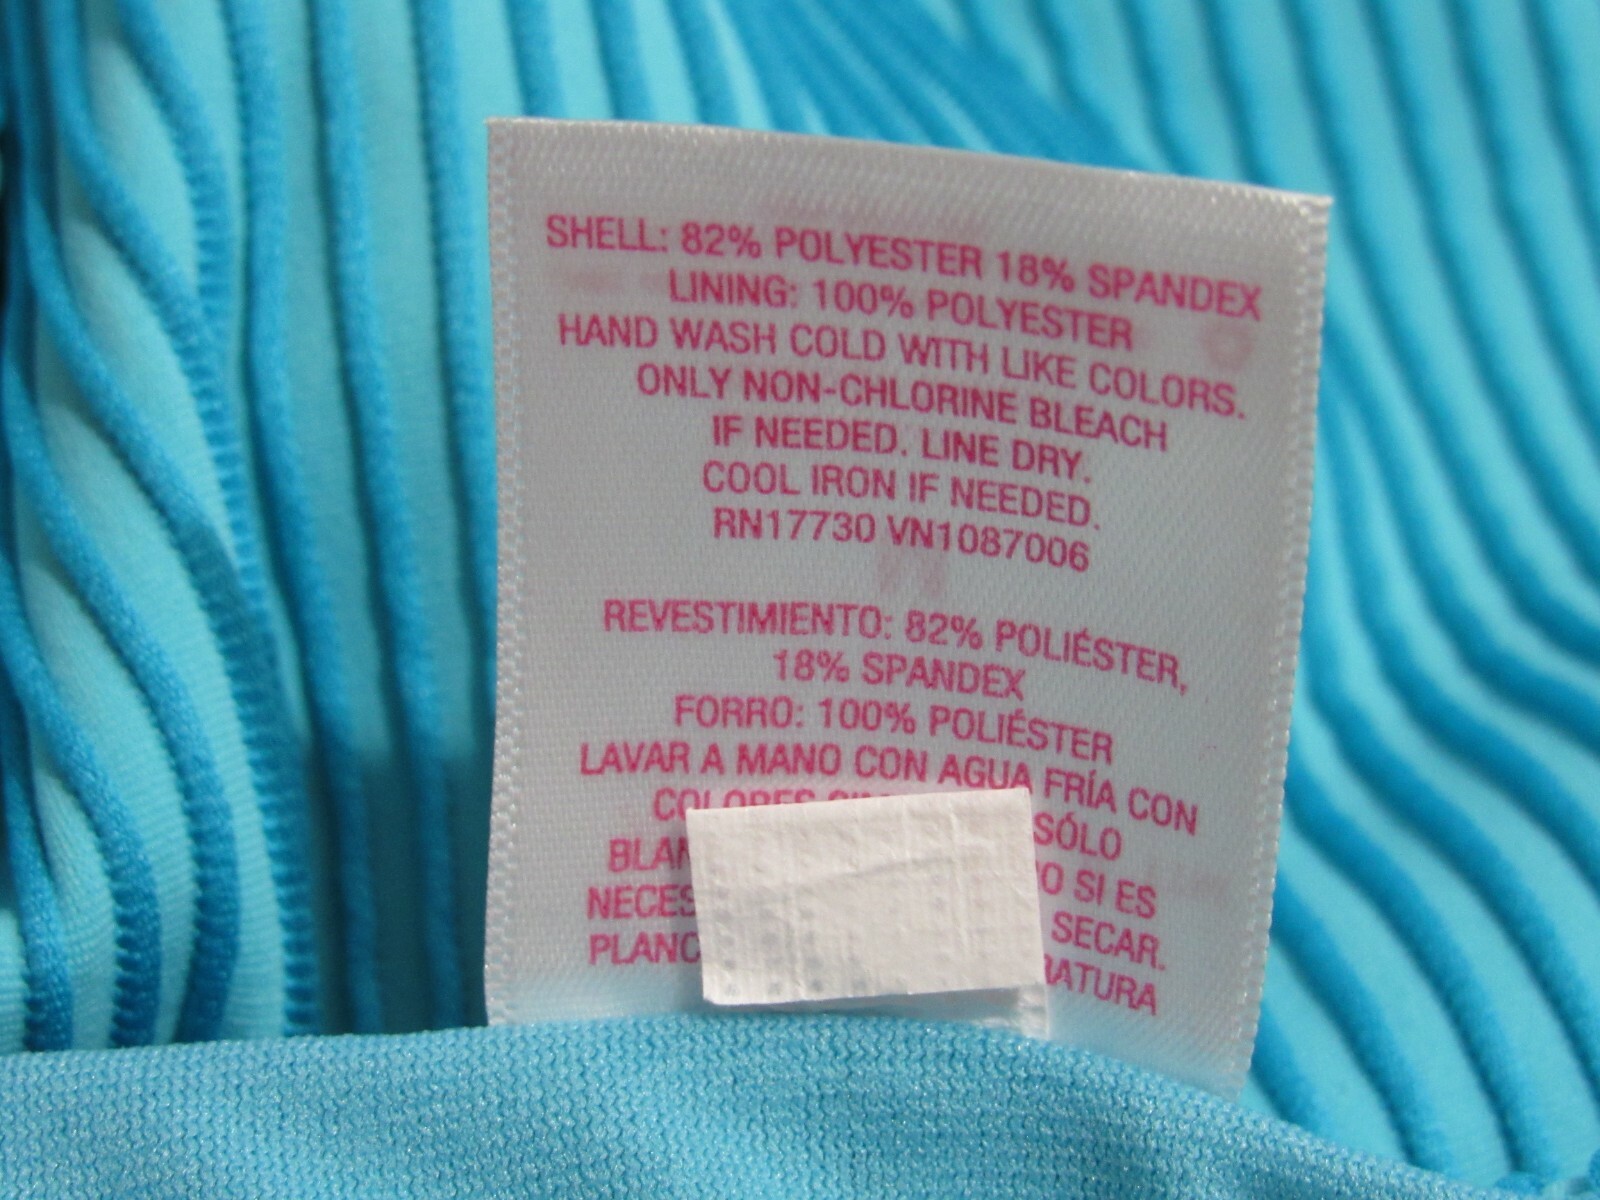 SHELL: 82% POLYESTER 18% SPANDEX
LINING: 100% POLYESTER
HAND WASH COLD WITH LIKE COLORS.
ONLY NON-CHLORINE BLEACH
IF NEEDED. LINE DRY.
COOL IRON IF NEEDED.
RN17730 VN1087006
REVESTIMIENTO: 82% POLIÉSTER,
18% SPANDEX
FORRO: 100% POLIÉSTER
LAVAR A MANO CON AGUA FRÍA CON
COLORES SÓLO
SI ES
SECAR.